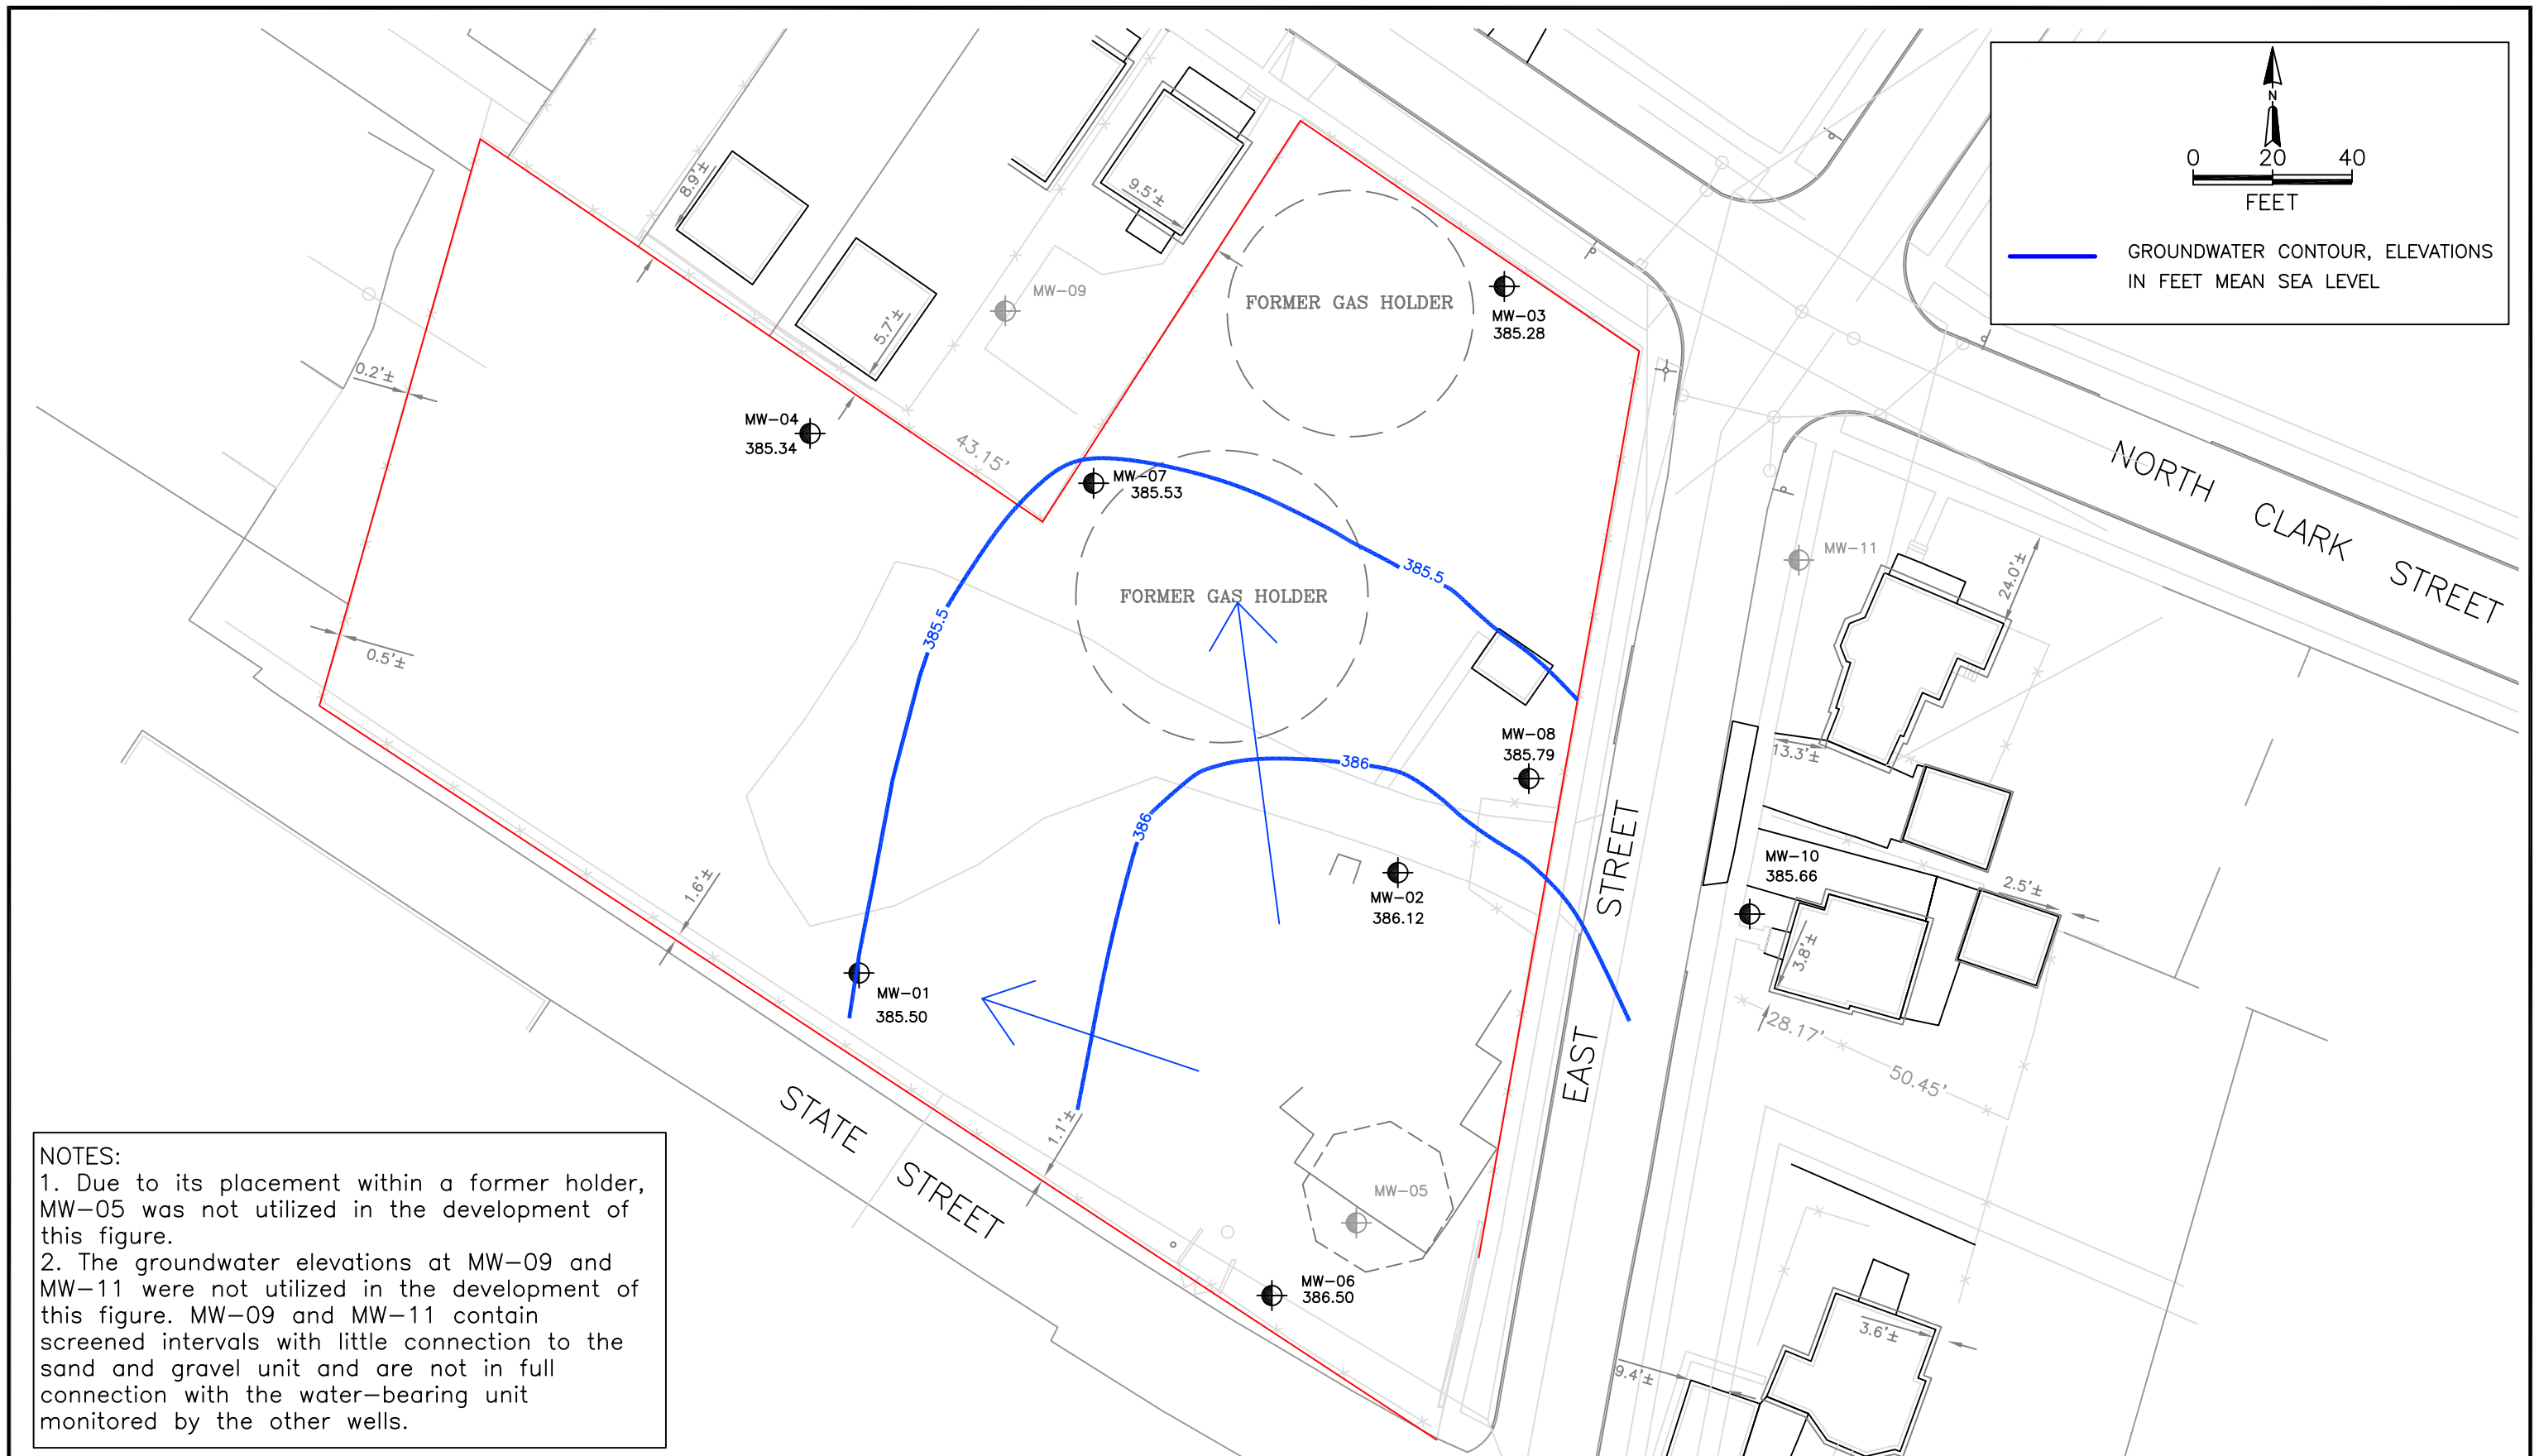 N
0 20 40
FEET
GROUNDWATER CONTOUR, ELEVATIONS
IN FEET MEAN SEA LEVEL
8.9'±
9.5'±
5.7'±
0.2'±
0.5'±
MW-09
FORMER GAS HOLDER
MW-03
385.28
MW-04
385.34
43.15'
MW-07
385.53
385.5
385.5
FORMER GAS HOLDER
MW-11
24.0'±
NORTH CLARK STREET
MW-08
385.79
386
386
13.3'±
MW-10
385.66
2.5'±
3.8'±
28.17'
50.45'
EAST STREET
MW-02
386.12
1.6'±
MW-01
385.50
1.1'±
STATE STREET
MW-05
MW-06
386.50
3.6'±
9.4'±
NOTES:
1. Due to its placement within a former holder,
MW-05 was not utilized in the development of
this figure.
2. The groundwater elevations at MW-09 and
MW-11 were not utilized in the development of
this figure. MW-09 and MW-11 contain
screened intervals with little connection to the
sand and gravel unit and are not in full
connection with the water-bearing unit
monitored by the other wells.